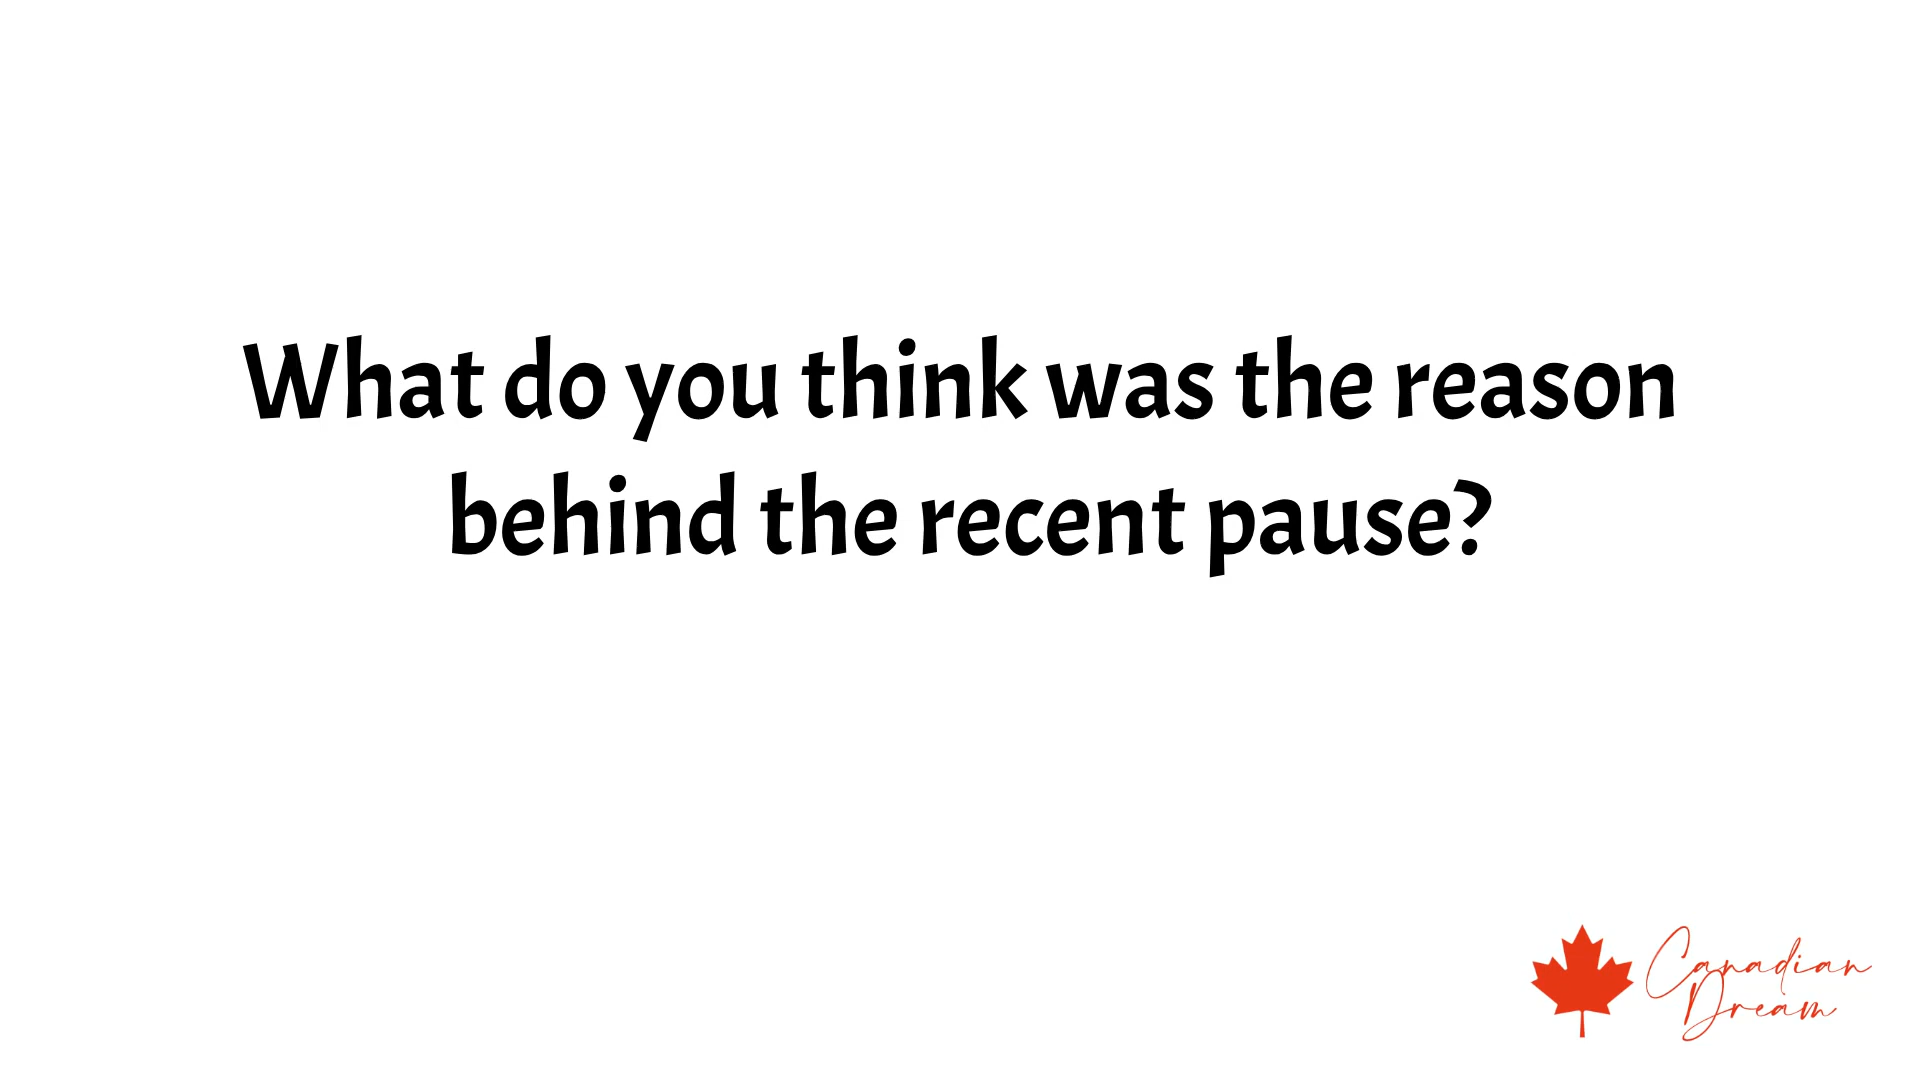 What do you think was the reason
behind the recent pause?
Canadian
Dream